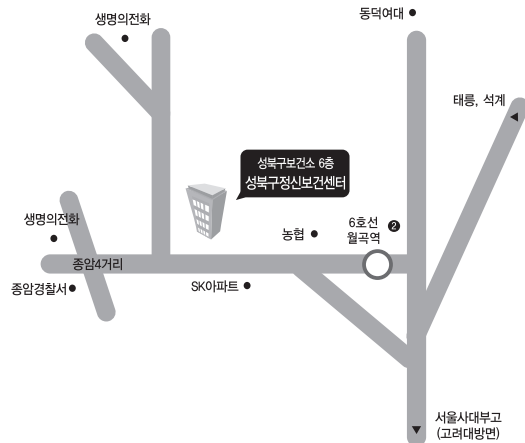 생명의전화
동덕여대
태릉, 석계
성북구보건소 6층
성북구정신보건센터
생명의전화
농협
6호선
월곡역
2
종암4거리
종암경찰서
SK아파트
서울사대부고
(고려대방면)